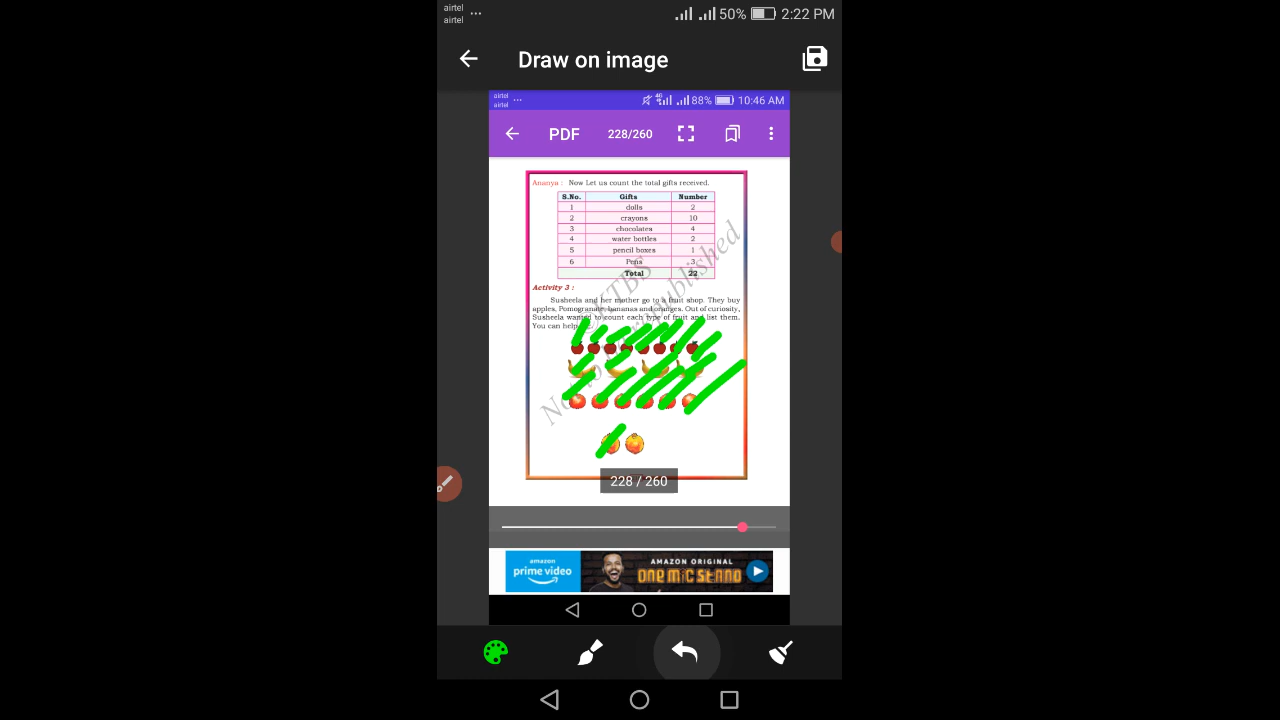 airtel
airtel
50%
2:22 PM
Draw on image
airtel
airtel
4G
88%
10:46 AM
PDF
228/260
Ananya : Now Let us count the total gifts received.
S.No. Gifts Number
1 dolls 2
2 crayons 10
3 chocolates 4
4 water bottles 2
5 pencil boxes 1
6 Pens 3
Total 22
Activity 3 :
Susheela and her mother go to a fruit shop. They buy
apples, Pomogranate, bananas and oranges. Out of curiosity,
Susheela wanted to count each type of fruit and list them.
You can help
©KTBS
republished
228 / 260
amazon
prime video
AMAZON ORIGINAL
ONE MIC STAND